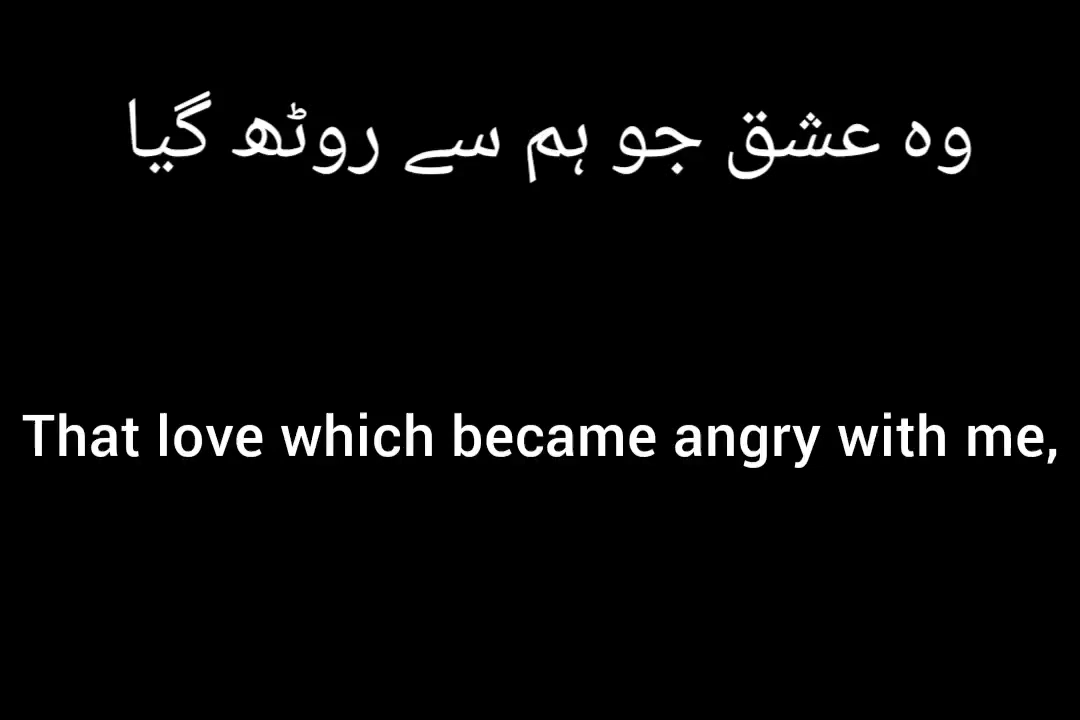 وہ عشق جو ہم سے روٹھ گیا
That love which became angry with me,